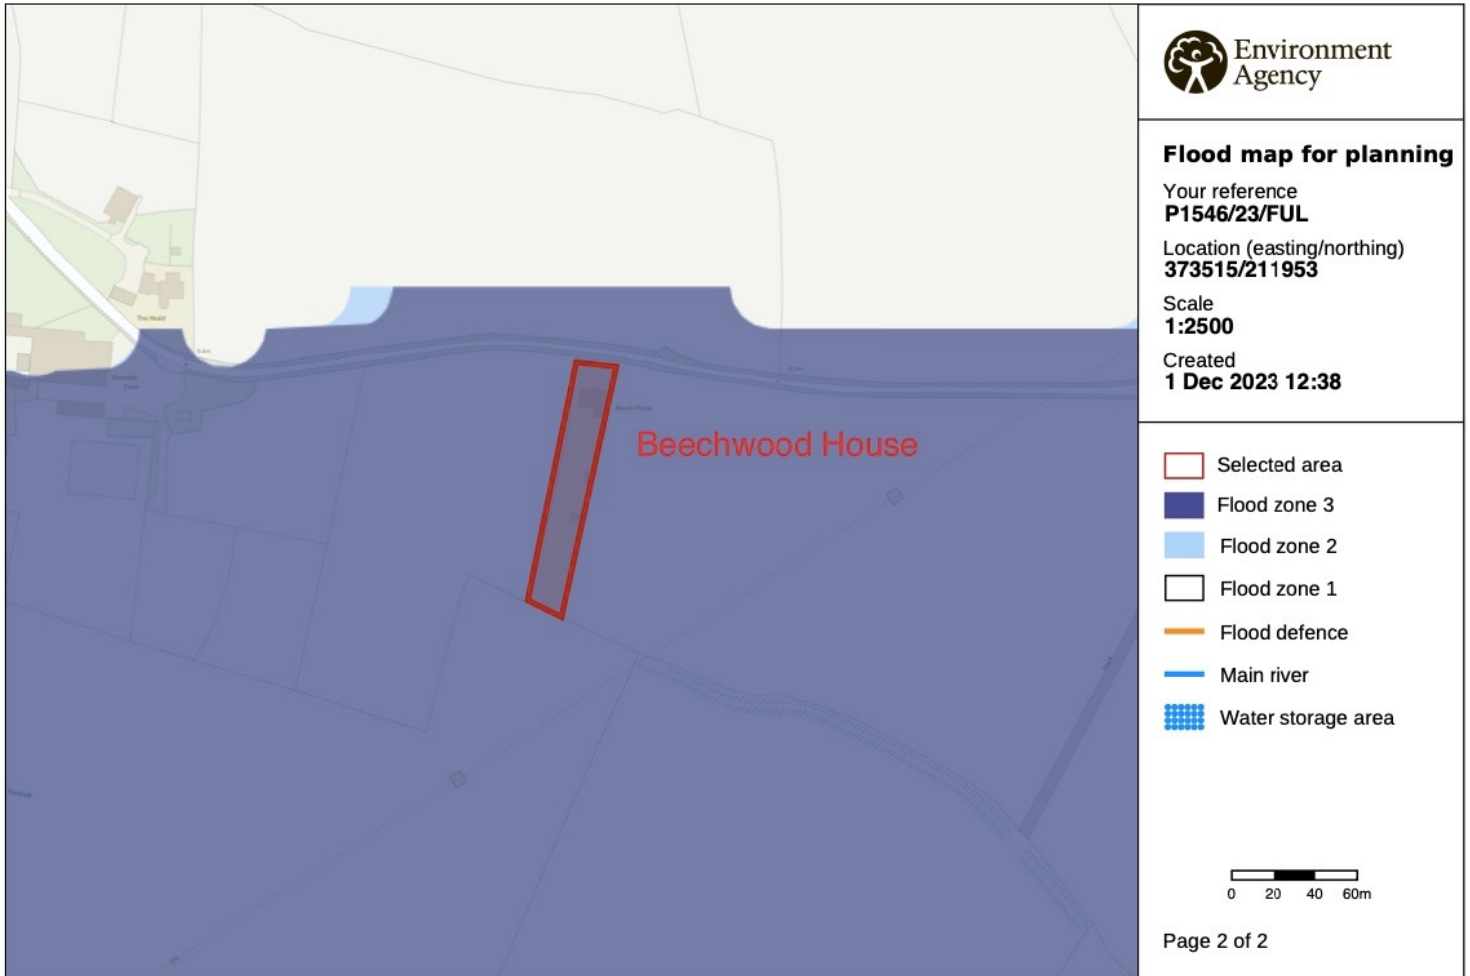 Environment
Agency
Flood map for planning
Your reference
P1546/23/FUL
Location (easting/northing)
373515/211953
Scale
1:2500
Created
1 Dec 2023 12:38
Beechwood House
Selected area
Flood zone 3
Flood zone 2
Flood zone 1
Flood defence
Main river
Water storage area
0 20 40 60m
Page 2 of 2